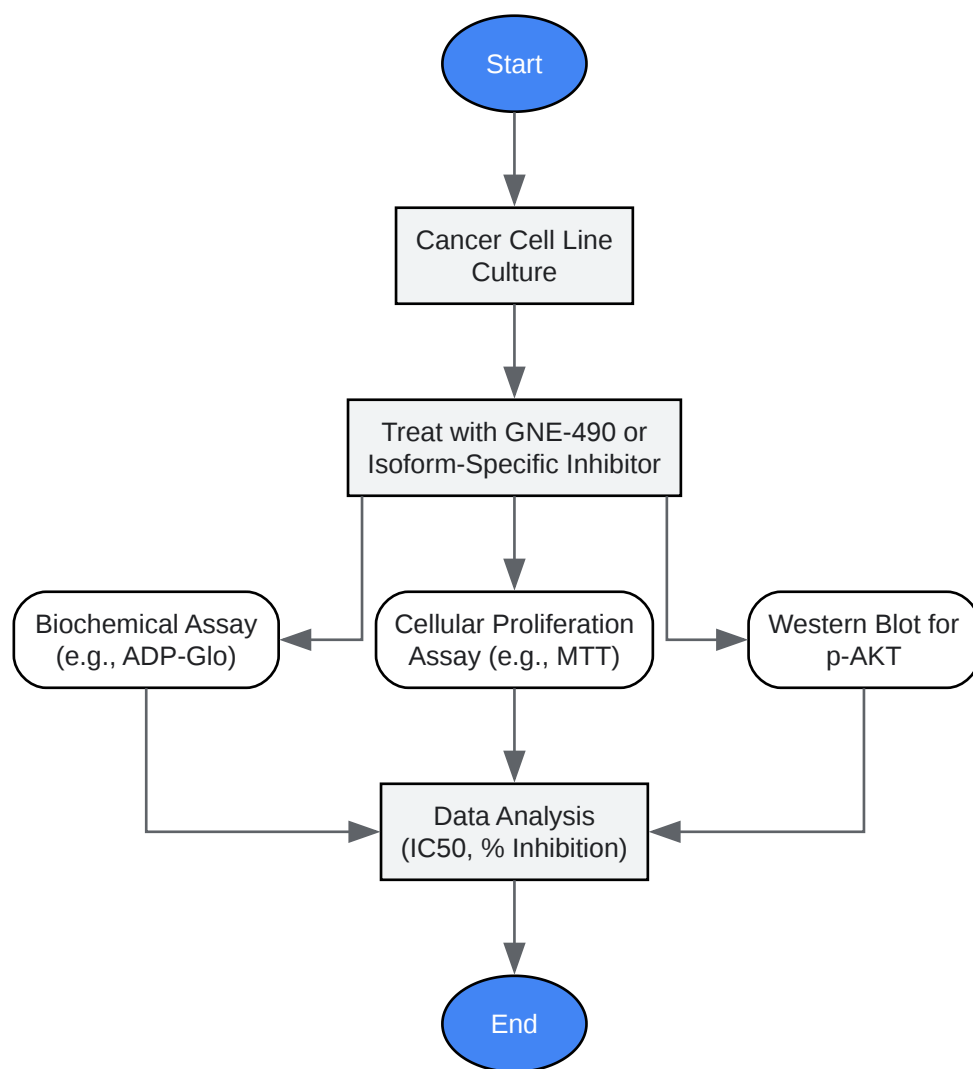 Start
Cancer Cell Line
Culture
Treat with GNE-490 or
Isoform-Specific Inhibitor
Biochemical Assay
(e.g., ADP-Glo)
Cellular Proliferation
Assay (e.g., MTT)
Western Blot for
p-AKT
Data Analysis
(IC50, % Inhibition)
End